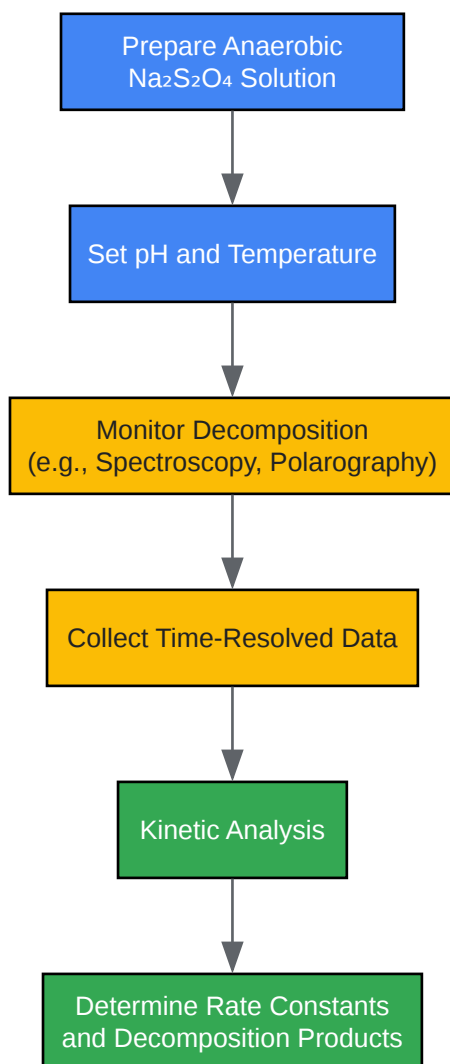 Prepare Anaerobic
Na₂S₂O₄ Solution
Set pH and Temperature
Monitor Decomposition
(e.g., Spectroscopy, Polarography)
Collect Time-Resolved Data
Kinetic Analysis
Determine Rate Constants
and Decomposition Products